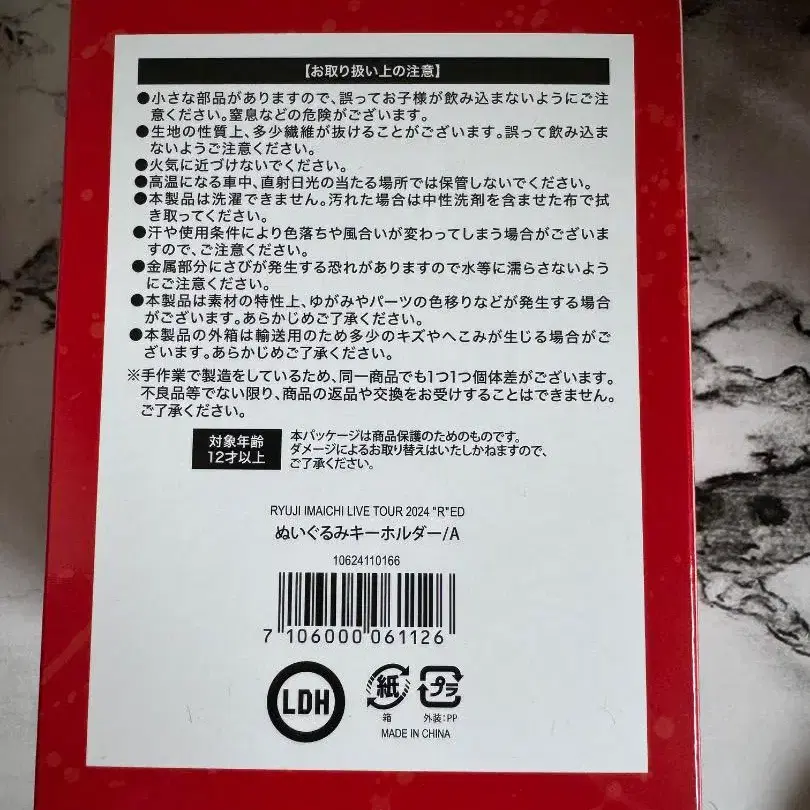 【お取り扱い上の注意】
●小さな部品がありますので、誤ってお子様が飲み込まないようにご注
意ください。窒息などの危険がございます。
●生地の性質上、多少繊維が抜けることがございます。誤って飲み込ま
ないようご注意ください。
●火気に近づけないでください。
●高温になる車中、直射日光の当たる場所では保管しないでください。
●本製品は洗濯できません。汚れた場合は中性洗剤を含ませた布で拭
き取ってください。
●汗や使用条件により色落ちや風合いが変わってしまう場合がございま
すので、ご注意ください。
●金属部分にさびが発生する恐れがありますので水等に濡らさないよう
にご注意ください。
●本製品は素材の特性上、ゆがみやパーツの色移りなどが発生する場合
がございます。あらかじめご了承ください。
●本製品の外箱は輸送用のため多少のキズやへこみが生じる場合がご
ざいます。あらかじめご了承ください。
※手作業で製造をしているため、同一商品でも1つ1つ個体差がございます。
不良品等でない限り、商品の返品や交換をお受けすることはできません。
ご了承ください。
対象年齢
12才以上
本パッケージは商品保護のためのものです。
ダメージによるお取り替えはいたしかねますので、
ご了承ください。
RYUJI IMAICHI LIVE TOUR 2024 "R"ED
ぬいぐるみキーホルダー/A
10624110166
7 106000 061126
LDH
紙
箱
プラ
外装:PP
MADE IN CHINA